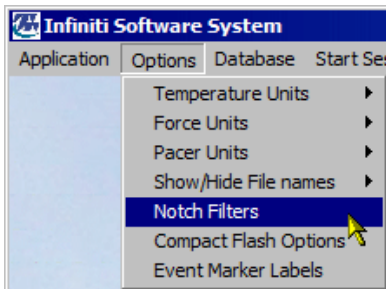 Infiniti Software System
Application Options Database Start Se
Temperature Units
Force Units
Pacer Units
Show/Hide File names
Notch Filters
Compact Flash Options
Event Marker Labels